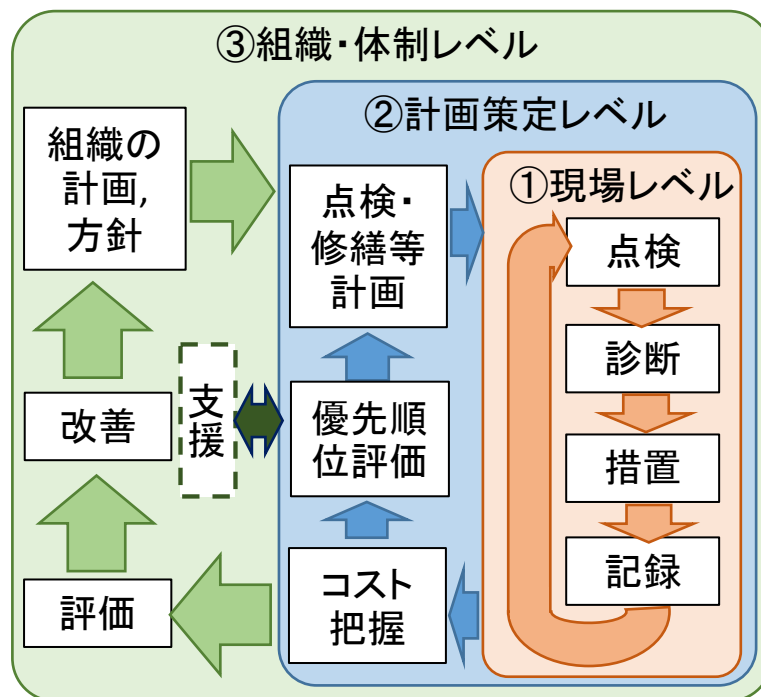 ③組織・体制レベル
組織の
計画,
方針
改善
評価
支
援
②計画策定レベル
点検・
修繕等
計画
優先順
位評価
コスト
把握
①現場レベル
点検
診断
措置
記録